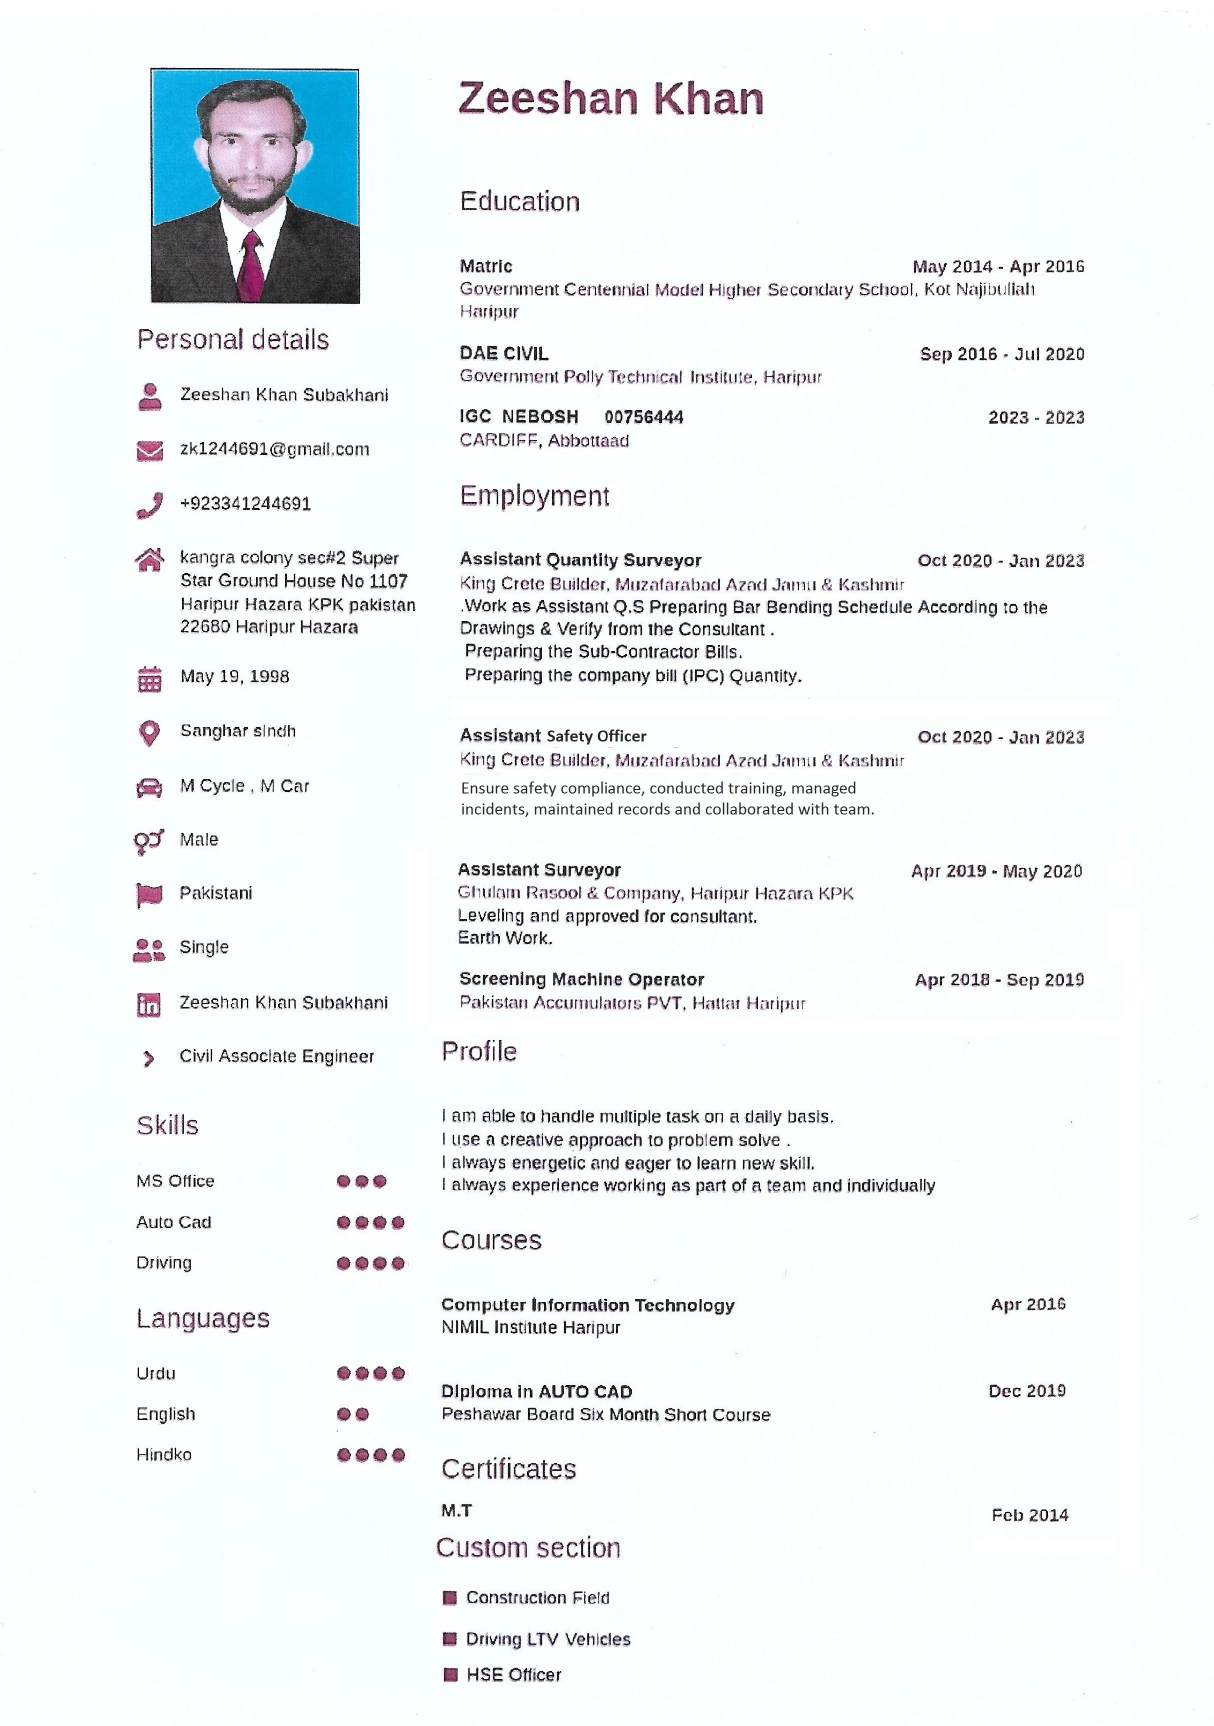 Zeeshan Khan
Personal details
Zeeshan Khan Subakhani
zk1244691@gmail.com
+923341244691
kangra colony sec#2 Super
Star Ground House No 1107
Haripur Hazara KPK pakistan
22680 Haripur Hazara
May 19, 1998
Sanghar sindh
M Cycle , M Car
Male
Pakistani
Single
in Zeeshan Khan Subakhani
Civil Associate Engineer
Skills
MS Office
Auto Cad
Driving
Languages
Urdu
English
Hindko
Education
Matric May 2014 - Apr 2016
Government Centennial Model Higher Secondary School, Kot Najibullah
Haripur
DAE CIVIL Sep 2016 - Jul 2020
Government Polly Technical Institute, Haripur
IGC NEBOSH 00756444 2023 - 2023
CARDIFF, Abbottaad
Employment
Assistant Quantity Surveyor Oct 2020 - Jan 2023
King Crete Builder, Muzafarabad Azad Jamu & Kashmir
.Work as Assistant Q.S Preparing Bar Bending Schedule According to the
Drawings & Verify from the Consultant .
Preparing the Sub-Contractor Bills.
Preparing the company bill (IPC) Quantity.
Assistant Safety Officer Oct 2020 - Jan 2023
King Crete Builder, Muzafarabad Azad Jamu & Kashmir
Ensure safety compliance, conducted training, managed
incidents, maintained records and collaborated with team.
Assistant Surveyor Apr 2019 - May 2020
Ghulam Rasool & Company, Haripur Hazara KPK
Leveling and approved for consultant.
Earth Work.
Screening Machine Operator Apr 2018 - Sep 2019
Pakistan Accumulators PVT, Hattar Haripur
Profile
I am able to handle multiple task on a daily basis.
I use a creative approach to problem solve .
I always energetic and eager to learn new skill.
I always experience working as part of a team and individually
Courses
Computer Information Technology Apr 2016
NIMIL Institute Haripur
Diploma in AUTO CAD Dec 2019
Peshawar Board Six Month Short Course
Certificates
M.T Feb 2014
Custom section
Construction Field
Driving LTV Vehicles
HSE Officer